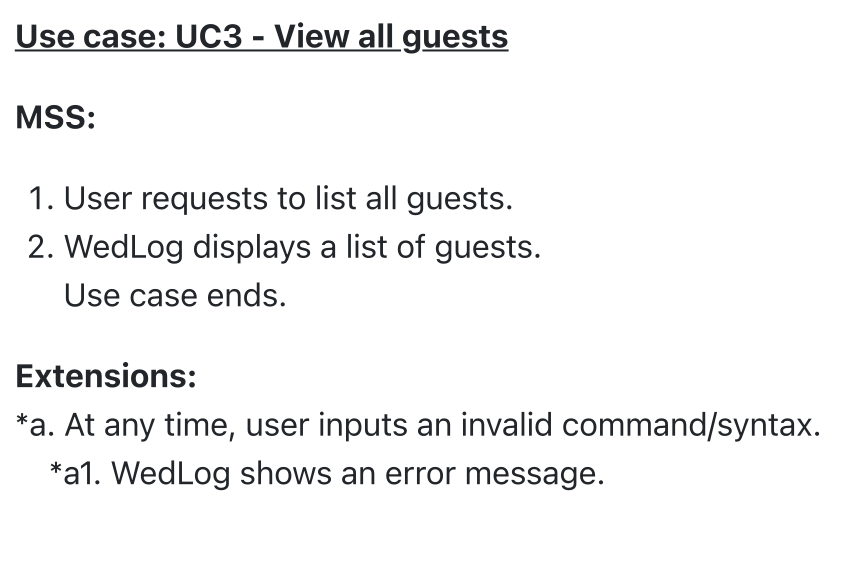 Use case: UC3 - View all guests
MSS:
1. User requests to list all guests.
2. WedLog displays a list of guests.
Use case ends.
Extensions:
*a. At any time, user inputs an invalid command/syntax.
*a1. WedLog shows an error message.